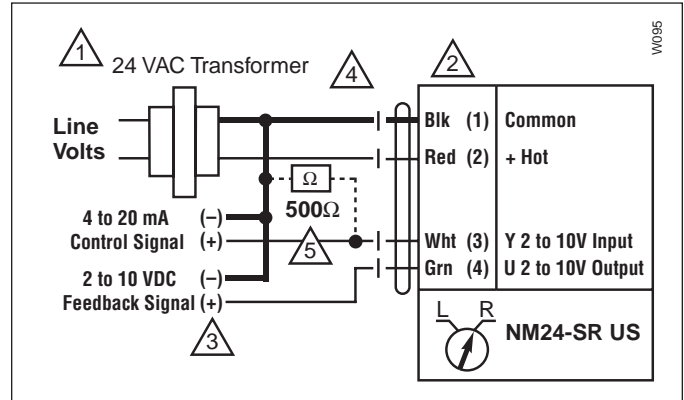 W095
1
24 VAC Transformer
4
2
Line
Volts
Blk (1) Common
Red (2) + Hot
Ω
500Ω
4 to 20 mA (–)
Control Signal (+)
5
Wht (3) Y 2 to 10V Input
Grn (4) U 2 to 10V Output
2 to 10 VDC (–)
Feedback Signal (+)
3
L R
NM24-SR US